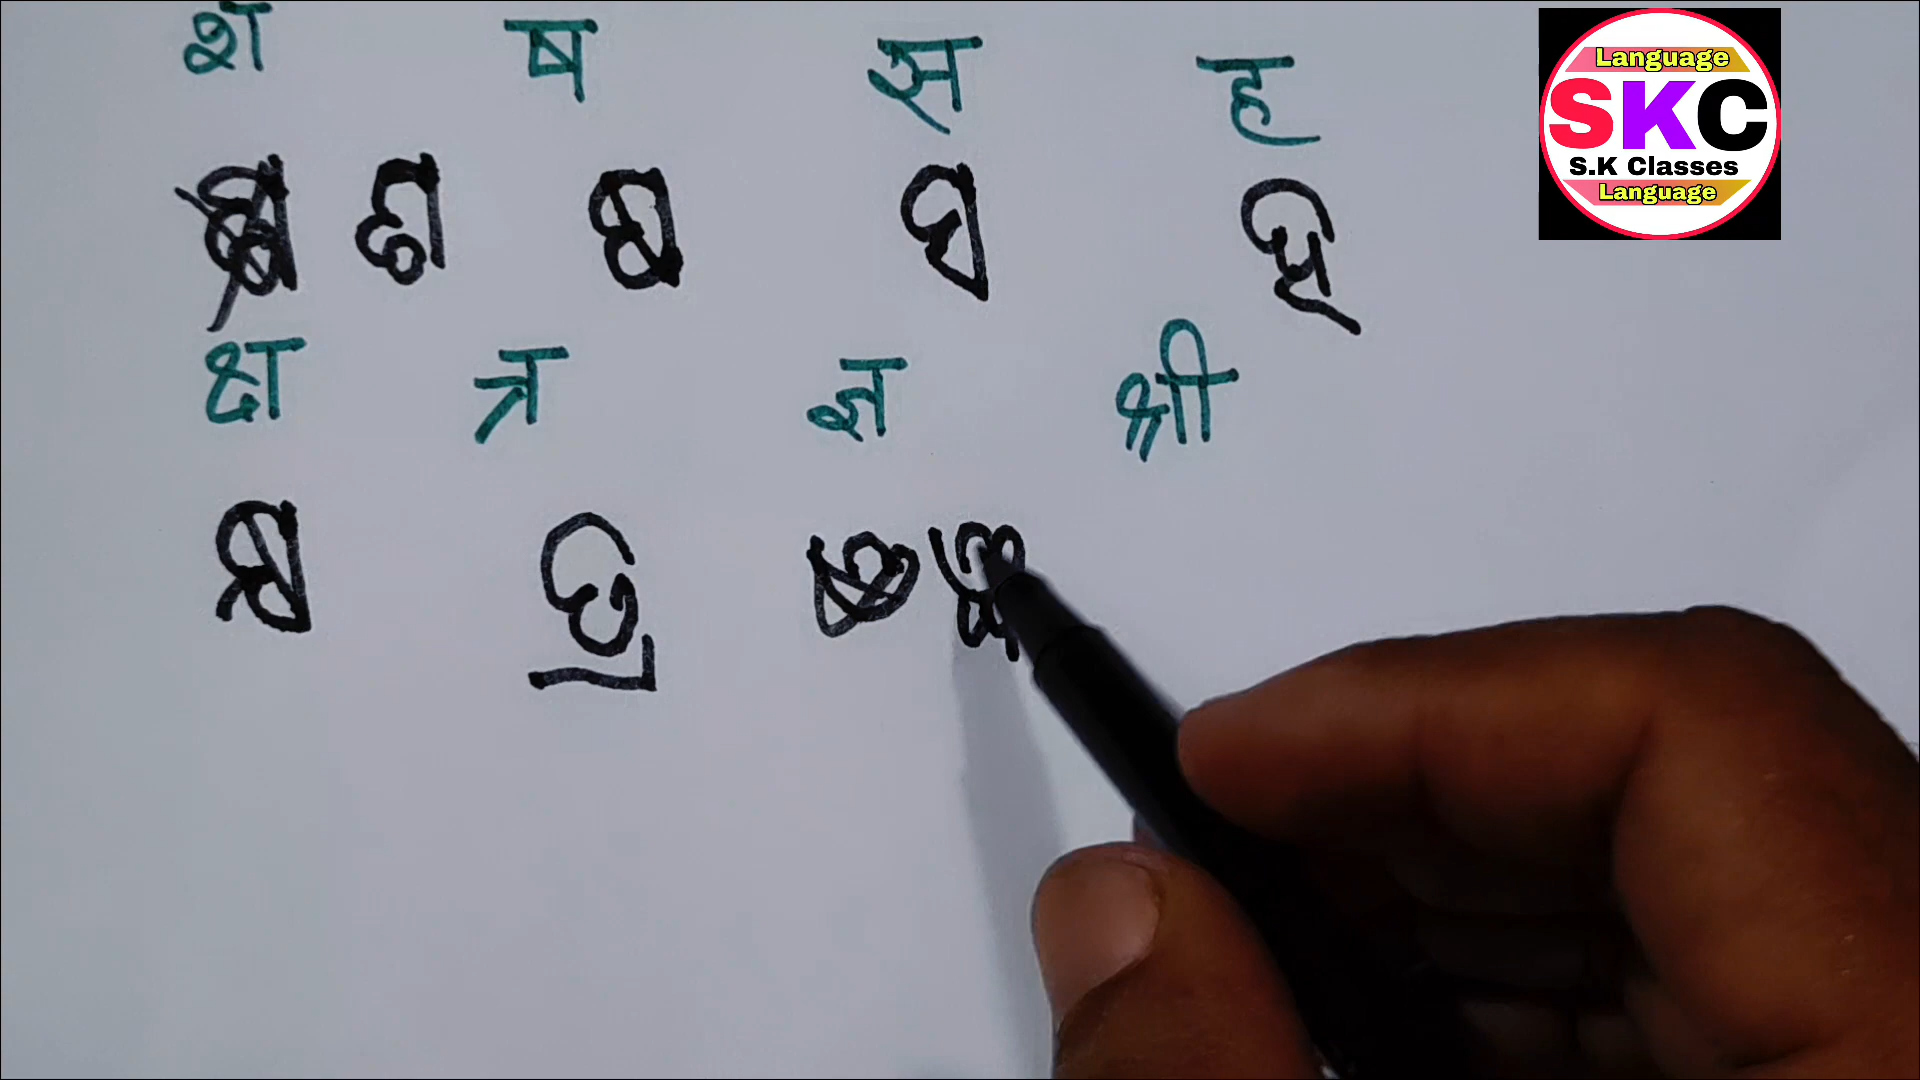 श ष स ह
ଶ ଷ ସ ହ
क्ष त्र ज्ञ श्री
କ୍ଷ ତ୍ର
Language
SKC
S.K Classes
Language